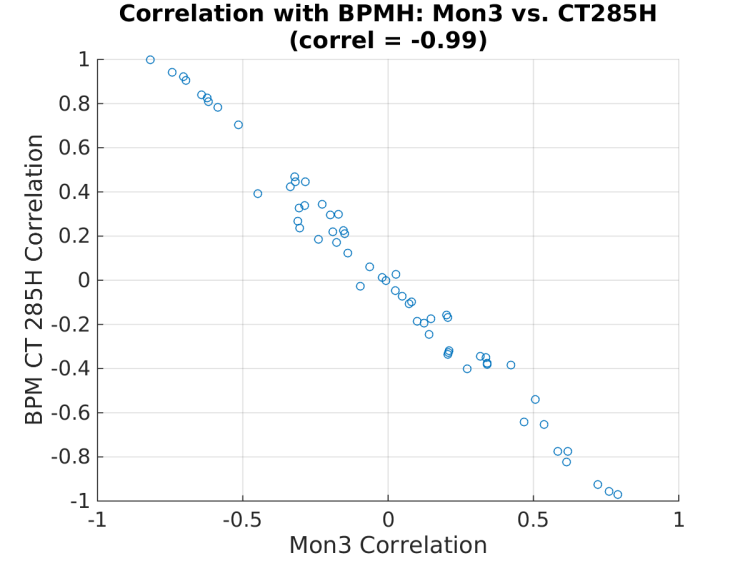 Correlation with BPMH: Mon3 vs. CT285H
(correl = -0.99)
1
0.8
0.6
0.4
0.2
0
-0.2
-0.4
-0.6
-0.8
-1
BPM CT 285H Correlation
-1 -0.5 0 0.5 1
Mon3 Correlation